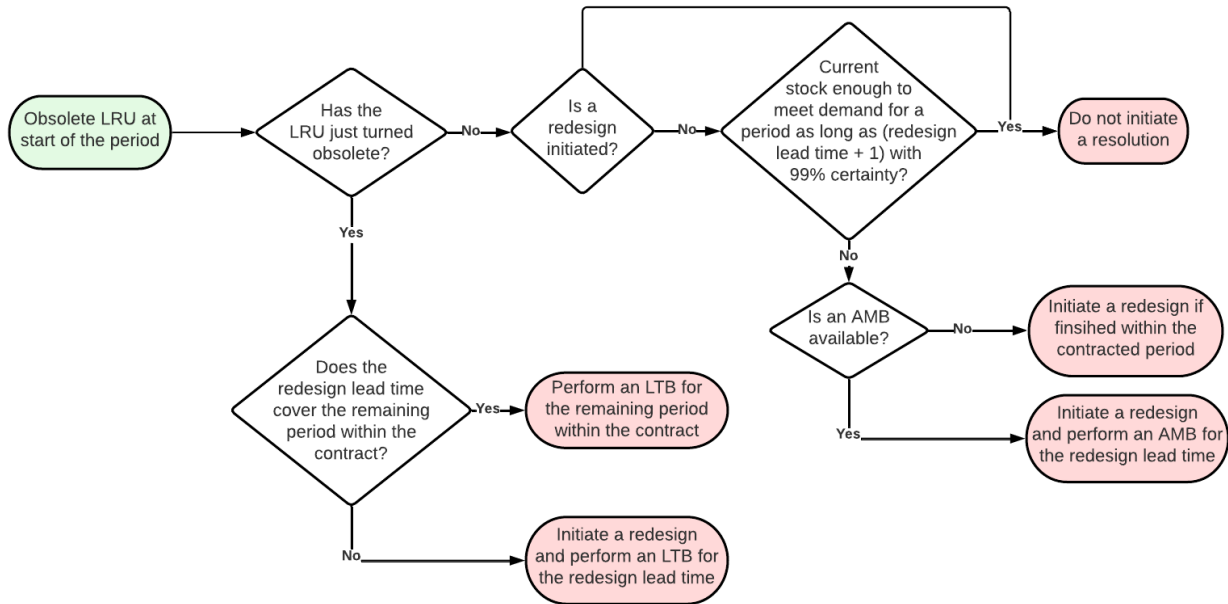 Obsolete LRU at
start of the period
Has the
LRU just turned
obsolete?
No
Is a
redesign
initiated?
No
Current
stock enough to
meet demand for a
period as long as (redesign
lead time + 1) with
99% certainty?
Yes
Do not initiate
a resolution
Yes
No
Is an AMB
available?
No
Initiate a redesign if
finsihed within the
contracted period
Does the
redesign lead time
cover the remaining
period within the
contract?
Yes
Perform an LTB for
the remaining period
within the contract
Yes
Initiate a redesign
and perform an AMB for
the redesign lead time
No
Initiate a redesign
and perform an LTB for
the redesign lead time